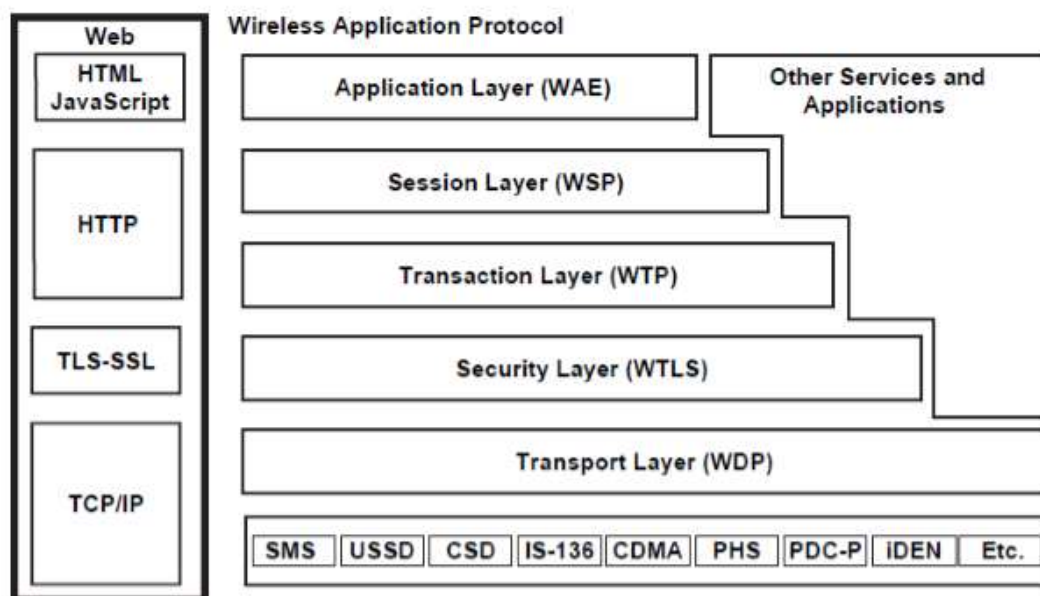 Web
HTML
JavaScript
HTTP
TLS-SSL
TCP/IP
Wireless Application Protocol
Application Layer (WAE)
Other Services and
Applications
Session Layer (WSP)
Transaction Layer (WTP)
Security Layer (WTLS)
Transport Layer (WDP)
SMS USSD CSD IS-136 CDMA PHS PDC-P iDEN Etc.